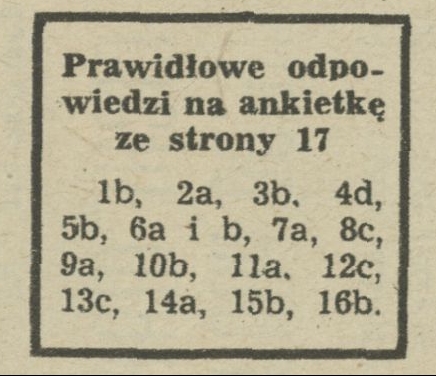 Prawidłowe odpo-
wiedzi na ankietkę
ze strony 17
1b, 2a, 3b. 4d,
5b, 6a i b, 7a, 8c,
9a, 10b, 11a. 12c,
13c, 14a, 15b, 16b.